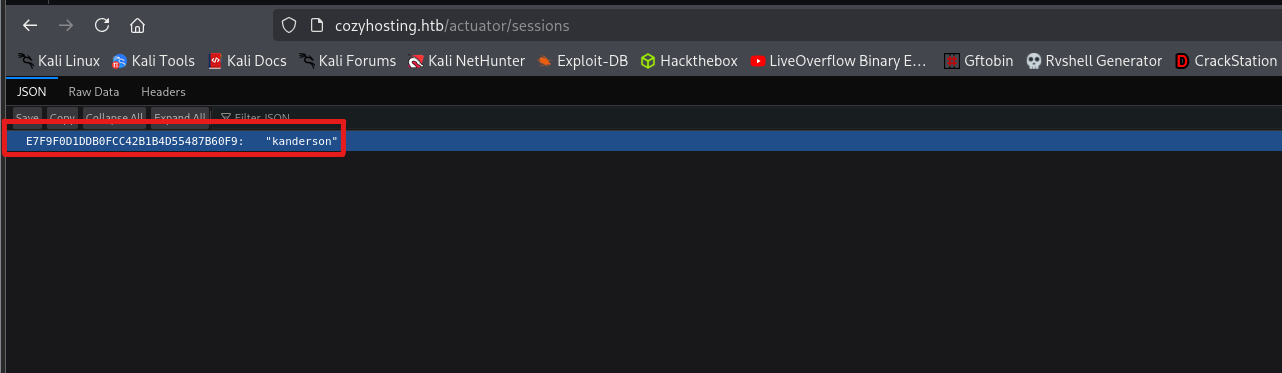 cozyhosting.htb/actuator/sessions
Kali Linux Kali Tools Kali Docs Kali Forums Kali NetHunter Exploit-DB Hackthebox LiveOverflow Binary E… Gftobin Rvshell Generator CrackStation
JSON Raw Data Headers
Save Copy Collapse All Expand All Filter JSON
E7F9F0D1DDB0FCC42B1B4D55487B60F9: "kanderson"